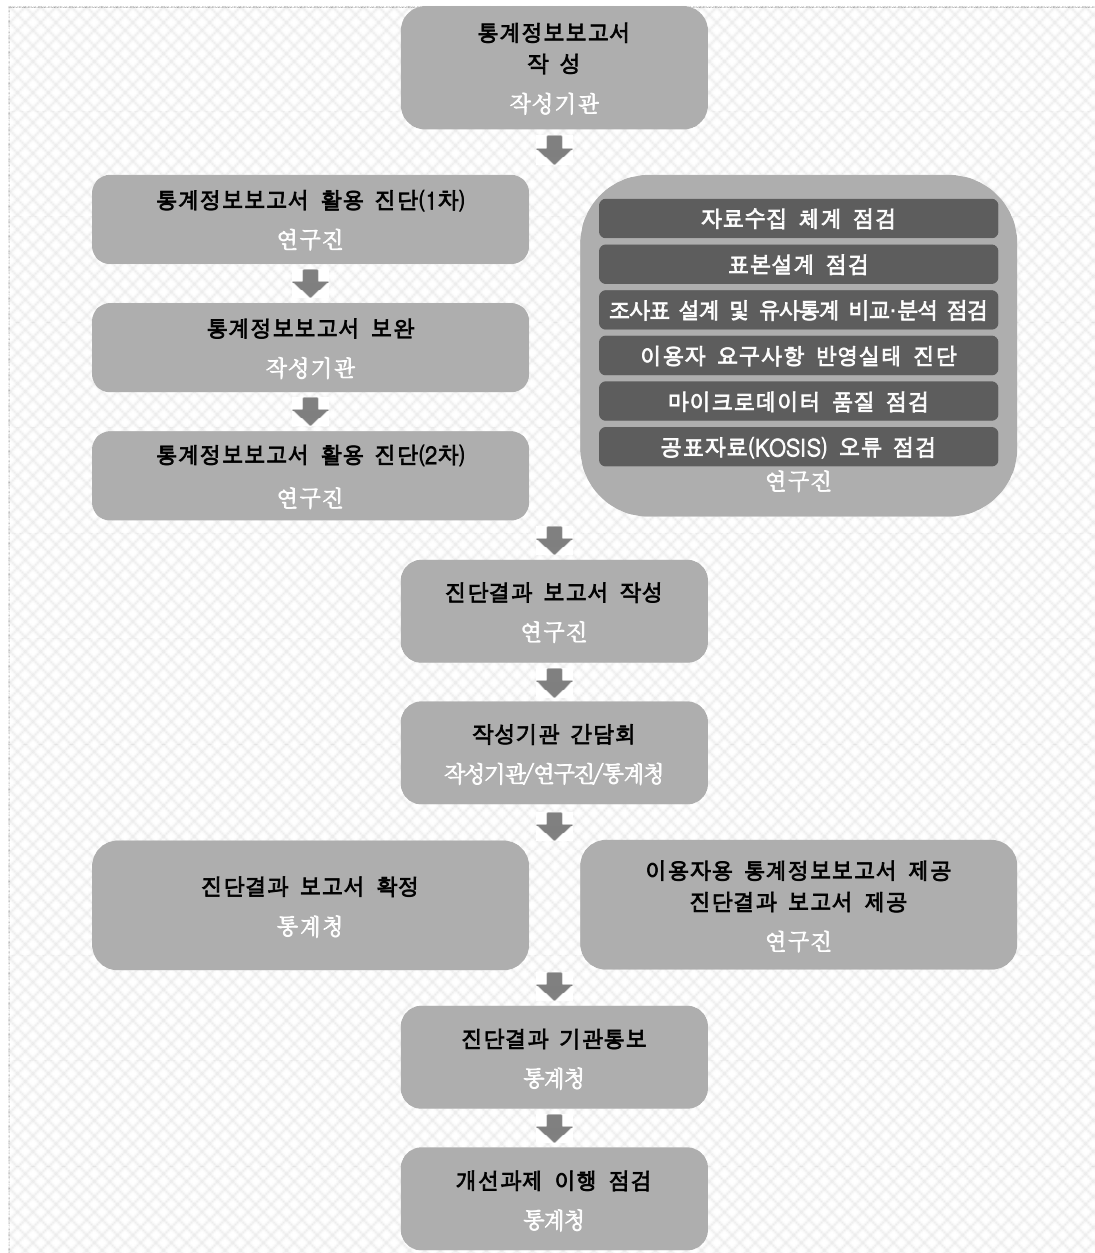 통계정보보고서
작 성
작성기관
통계정보보고서 활용 진단(1차)
연구진
통계정보보고서 보완
작성기관
통계정보보고서 활용 진단(2차)
연구진
자료수집 체계 점검
표본설계 점검
조사표 설계 및 유사통계 비교·분석 점검
이용자 요구사항 반영실태 진단
마이크로데이터 품질 점검
공표자료(KOSIS) 오류 점검
연구진
진단결과 보고서 작성
연구진
작성기관 간담회
작성기관/연구진/통계청
진단결과 보고서 확정
통계청
이용자용 통계정보보고서 제공
진단결과 보고서 제공
연구진
진단결과 기관통보
통계청
개선과제 이행 점검
통계청